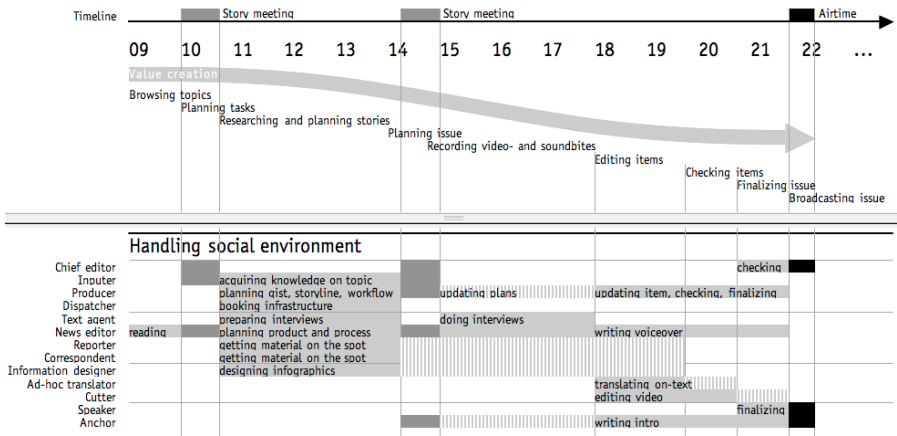 Timeline Story meeting Story meeting Airtime
09 10 11 12 13 14 15 16 17 18 19 20 21 22 ...
Value creation
Browsing topics
Planning tasks
Researching and planning stories
Planning issue
Recording video- and soundbites
Editing items
Checking items
Finalizing issue
Broadcasting issue
Handling social environment
Chief editor checking
Inputer acquiring knowledge on topic
Producer planning gist, storyline, workflow updating plans updating item, checking, finalizing
Dispatcher booking infrastructure
Text agent preparing interviews doing interviews
News editor reading planning product and process writing voiceover
Reporter getting material on the spot
Correspondent getting material on the spot
Information designer designing infographics
Ad-hoc translator translating on-text
Cutter editing video
Speaker finalizing
Anchor writing intro